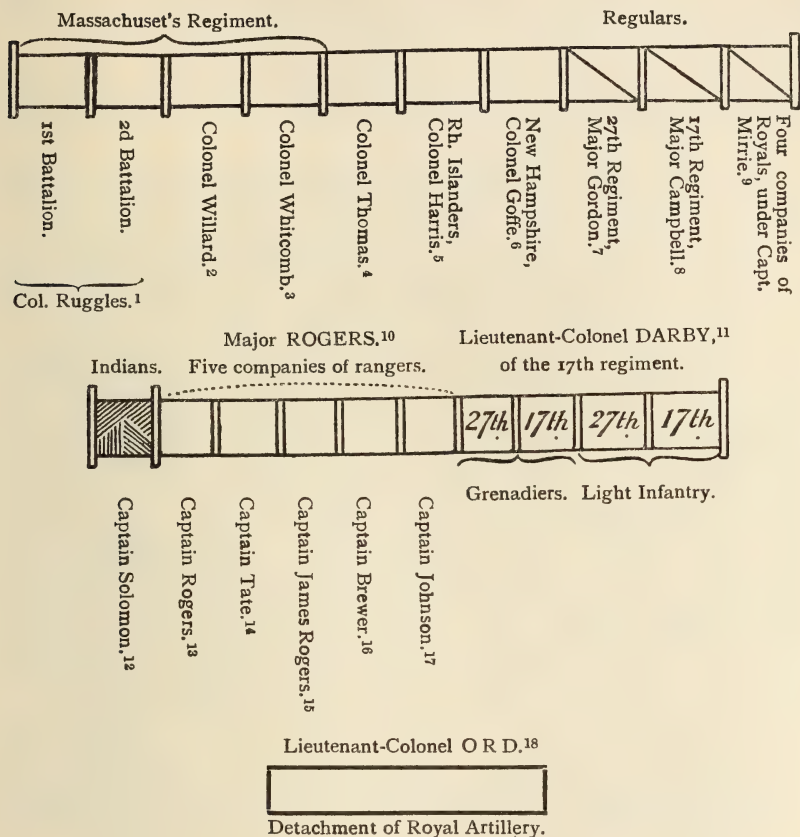 Massachuset's Regiment.
Regulars.
1st Battalion.
2d Battalion.
Colonel Willard.2
Colonel Whitcomb.3
Colonel Thomas.4
Rh. Islanders,
Colonel Harris.5
New Hampshire,
Colonel Goffe.6
27th Regiment,
Major Gordon.7
17th Regiment,
Major Campbell.8
Four companies of
Royals, under Capt.
Mirrie.9
Col. Ruggles.1
Major ROGERS.10
Lieutenant-Colonel DARBY,11
Indians.
Five companies of rangers.
of the 17th regiment.
27th
17th
27th
17th
Grenadiers.
Light Infantry.
Captain Solomon.12
Captain Rogers.13
Captain Tate.14
Captain James Rogers.15
Captain Brewer.16
Captain Johnson.17
Lieutenant-Colonel ORD.18
Detachment of Royal Artillery.